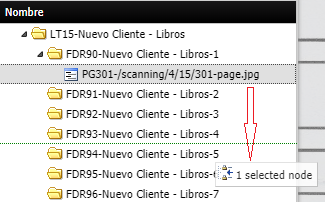 Nombre
LT15-Nuevo Cliente - Libros
FDR90-Nuevo Cliente - Libros-1
PG301-/scanning/4/15/301-page.jpg
FDR91-Nuevo Cliente - Libros-2
FDR92-Nuevo Cliente - Libros-3
FDR93-Nuevo Cliente - Libros-4
FDR94-Nuevo Cliente - Libros-5
FDR95-Nuevo Cliente - Libros-6 1 selected node
FDR96-Nuevo Cliente - Libros-7